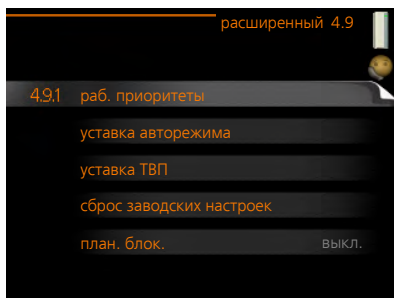 расширенный 4.9
4.9.1 раб. приоритеты
уставка авторежима
уставка ТВП
сброс заводских настроек
план. блок. выкл.